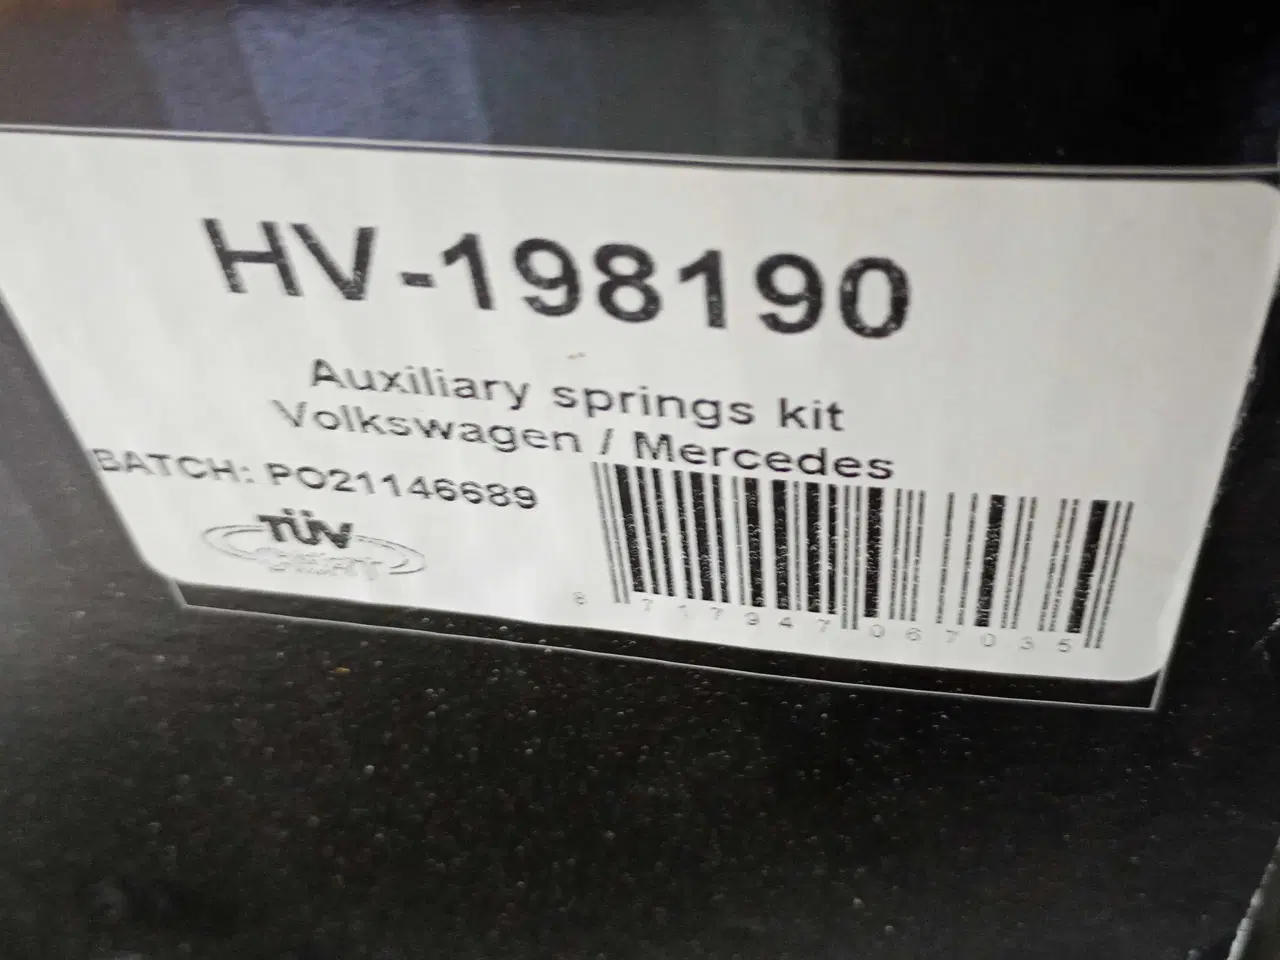 HV-198190
Auxiliary springs kit
Volkswagen / Mercedes
BATCH: PO21146689
TÜV
8 717947 067035